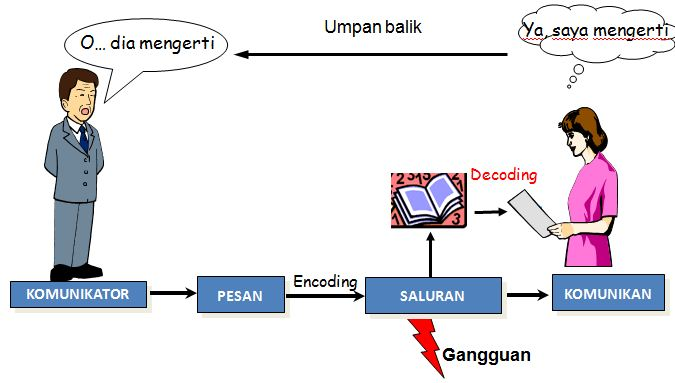 Umpan balik
O... dia mengerti
Ya, saya mengerti
Decoding
Encoding
KOMUNIKATOR
PESAN
SALURAN
KOMUNIKAN
Gangguan